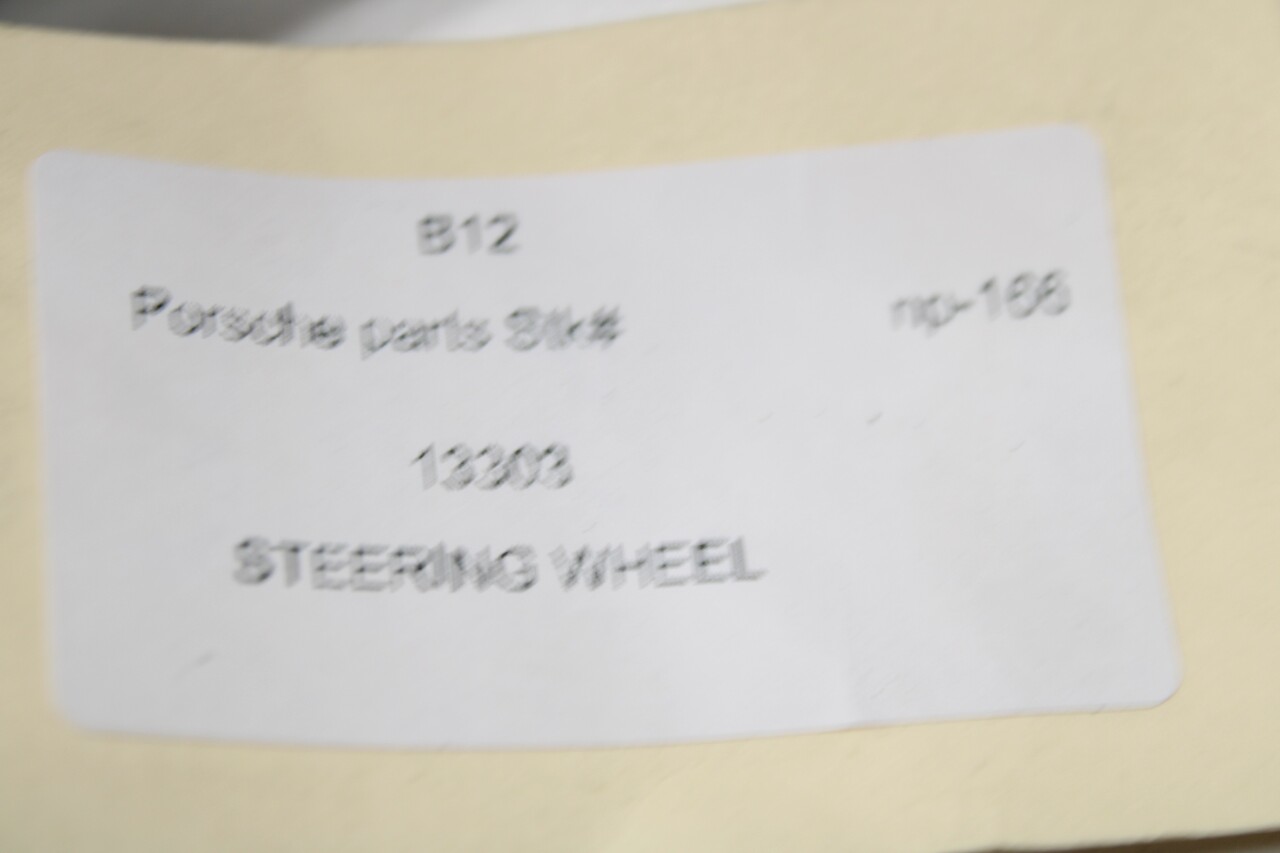 B12
Porsche parts Stk# np-166
13303
STEERING WHEEL